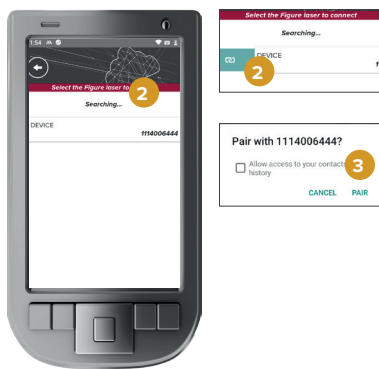 1:54
Select the Figure laser to
2
Searching...
DEVICE
1114006444
Select the Figure laser to connect
Searching...
DEVICE
2
Pair with 1114006444?
Allow access to your contacts
history
3
CANCEL PAIR